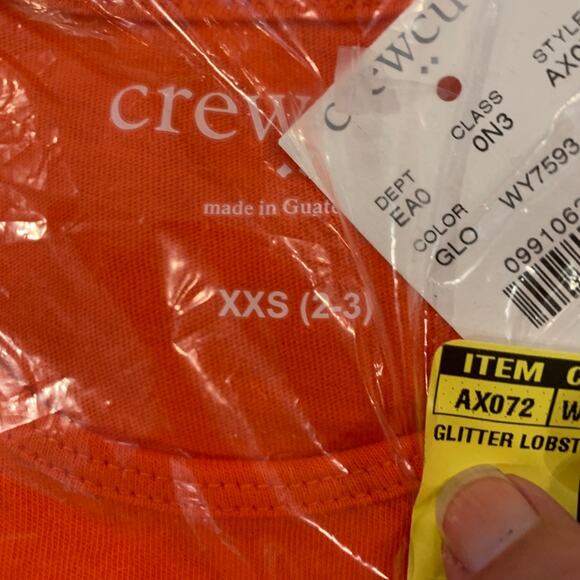 crew
made in Guat
XXS (2-3)
crewcu
STYLE
AX0
CLASS
0N3
DEPT
EA0
COLOR
GLO
WY7593
099106
ITEM
AX072
W
GLITTER LOBST